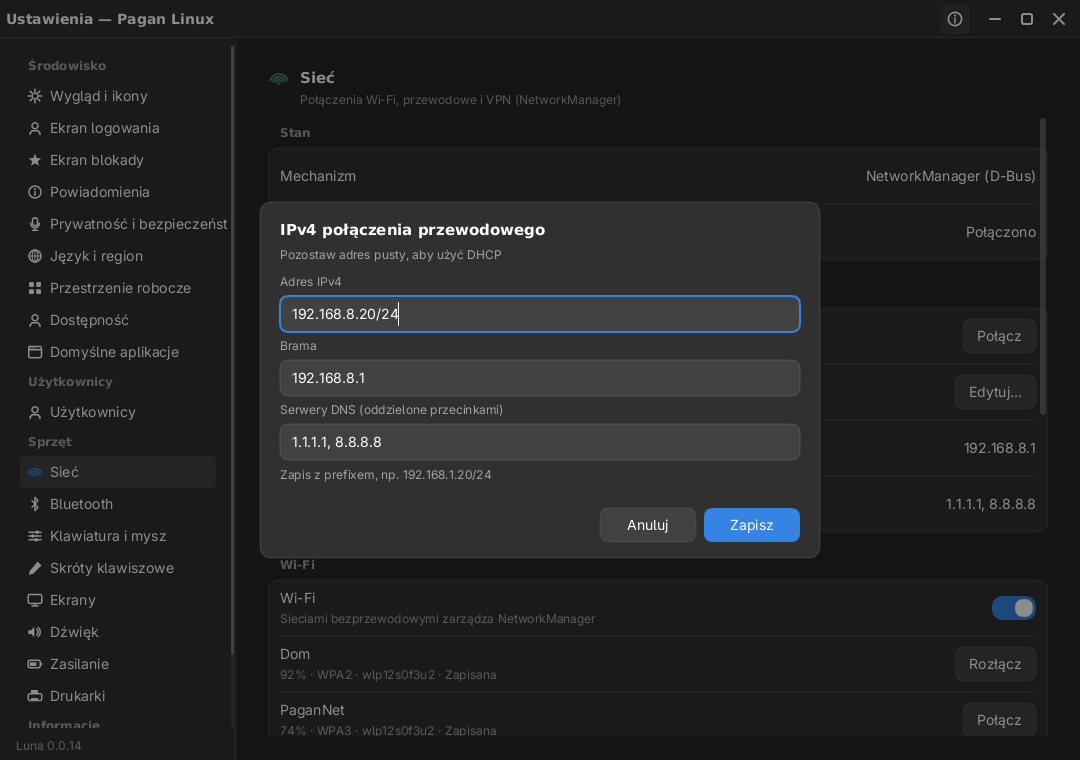 Ustawienia — Pagan Linux
Środowisko
Wygląd i ikony
Ekran logowania
Ekran blokady
Powiadomienia
Prywatność i bezpieczeńst
Język i region
Przestrzenie robocze
Dostępność
Domyślne aplikacje
Użytkownicy
Użytkownicy
Sprzęt
Sieć
Bluetooth
Klawiatura i mysz
Skróty klawiszowe
Ekrany
Dźwięk
Zasilanie
Drukarki
Informacje
Luna 0.0.14
Sieć
Połączenia Wi-Fi, przewodowe i VPN (NetworkManager)
Stan
Mechanizm
NetworkManager (D-Bus)
Połączono
Połącz
Edytuj...
192.168.8.1
1.1.1.1, 8.8.8.8
IPv4 połączenia przewodowego
Pozostaw adres pusty, aby użyć DHCP
Adres IPv4
192.168.8.20/24
Brama
192.168.8.1
Serwery DNS (oddzielone przecinkami)
1.1.1.1, 8.8.8.8
Zapis z prefixem, np. 192.168.1.20/24
Anuluj
Zapisz
Wi-Fi
Wi-Fi
Sieciami bezprzewodowymi zarządza NetworkManager
Dom
92% · WPA2 · wlp12s0f3u2 · Zapisana
Rozłącz
PaganNet
74% · WPA3 · wlp12s0f3u2 · Zapisana
Połącz